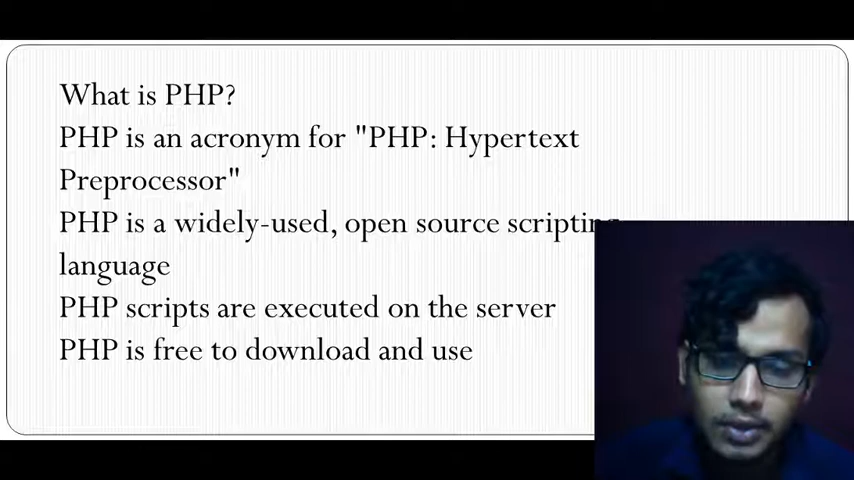 What is PHP?
PHP is an acronym for "PHP: Hypertext
Preprocessor"
PHP is a widely-used, open source scripting
language
PHP scripts are executed on the server
PHP is free to download and use